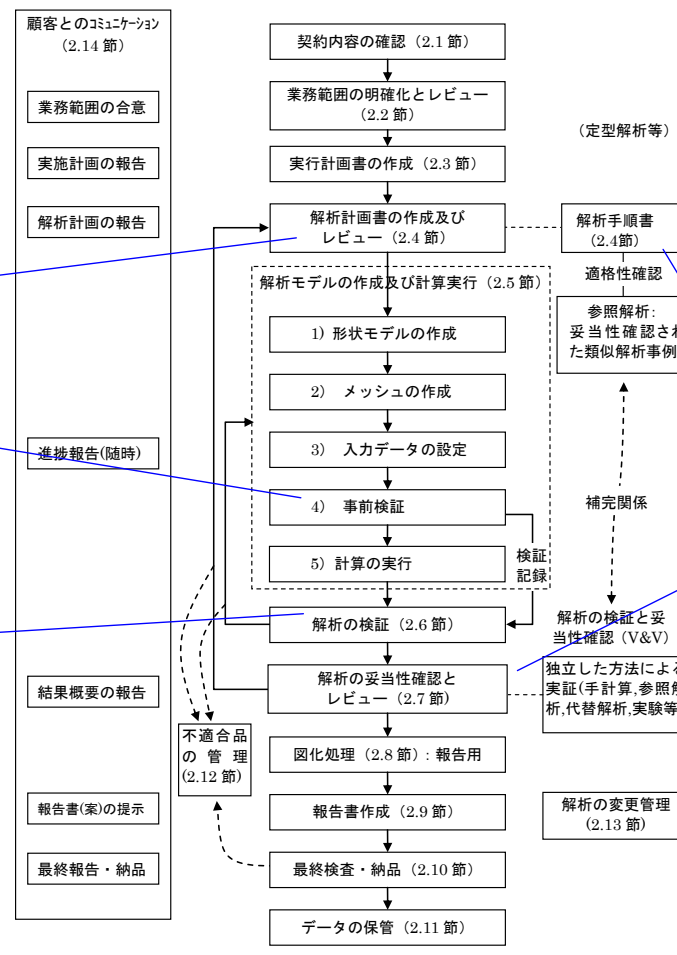 顧客とのコミュニケーション
（2.14 節）
業務範囲の合意
実施計画の報告
解析計画の報告
進捗報告(随時)
結果概要の報告
報告書(案)の提示
最終報告・納品
契約内容の確認（2.1 節）
業務範囲の明確化とレビュー
（2.2 節）
実行計画書の作成（2.3 節）
解析計画書の作成及び
レビュー（2.4 節）
解析モデルの作成及び計算実行（2.5 節）
1) 形状モデルの作成
2) メッシュの作成
3) 入力データの設定
4) 事前検証
5) 計算の実行
検証
記録
解析の検証（2.6 節）
解析の妥当性確認と
レビュー（2.7 節)
不適合品
の 管 理
(2.12 節)
図化処理（2.8 節）: 報告用
報告書作成（2.9 節）
最終検査・納品（2.10 節）
データの保管（2.11 節）
（定型解析等）
解析手順書
（2.4節）
適格性確認
参照解析:
妥当性確認され
た類似解析事例
補完関係
解析の検証と妥
当性確認（V&V）
独立した方法による
実証(手計算,参照解
析,代替解析,実験等
解析の変更管理
（2.13 節）